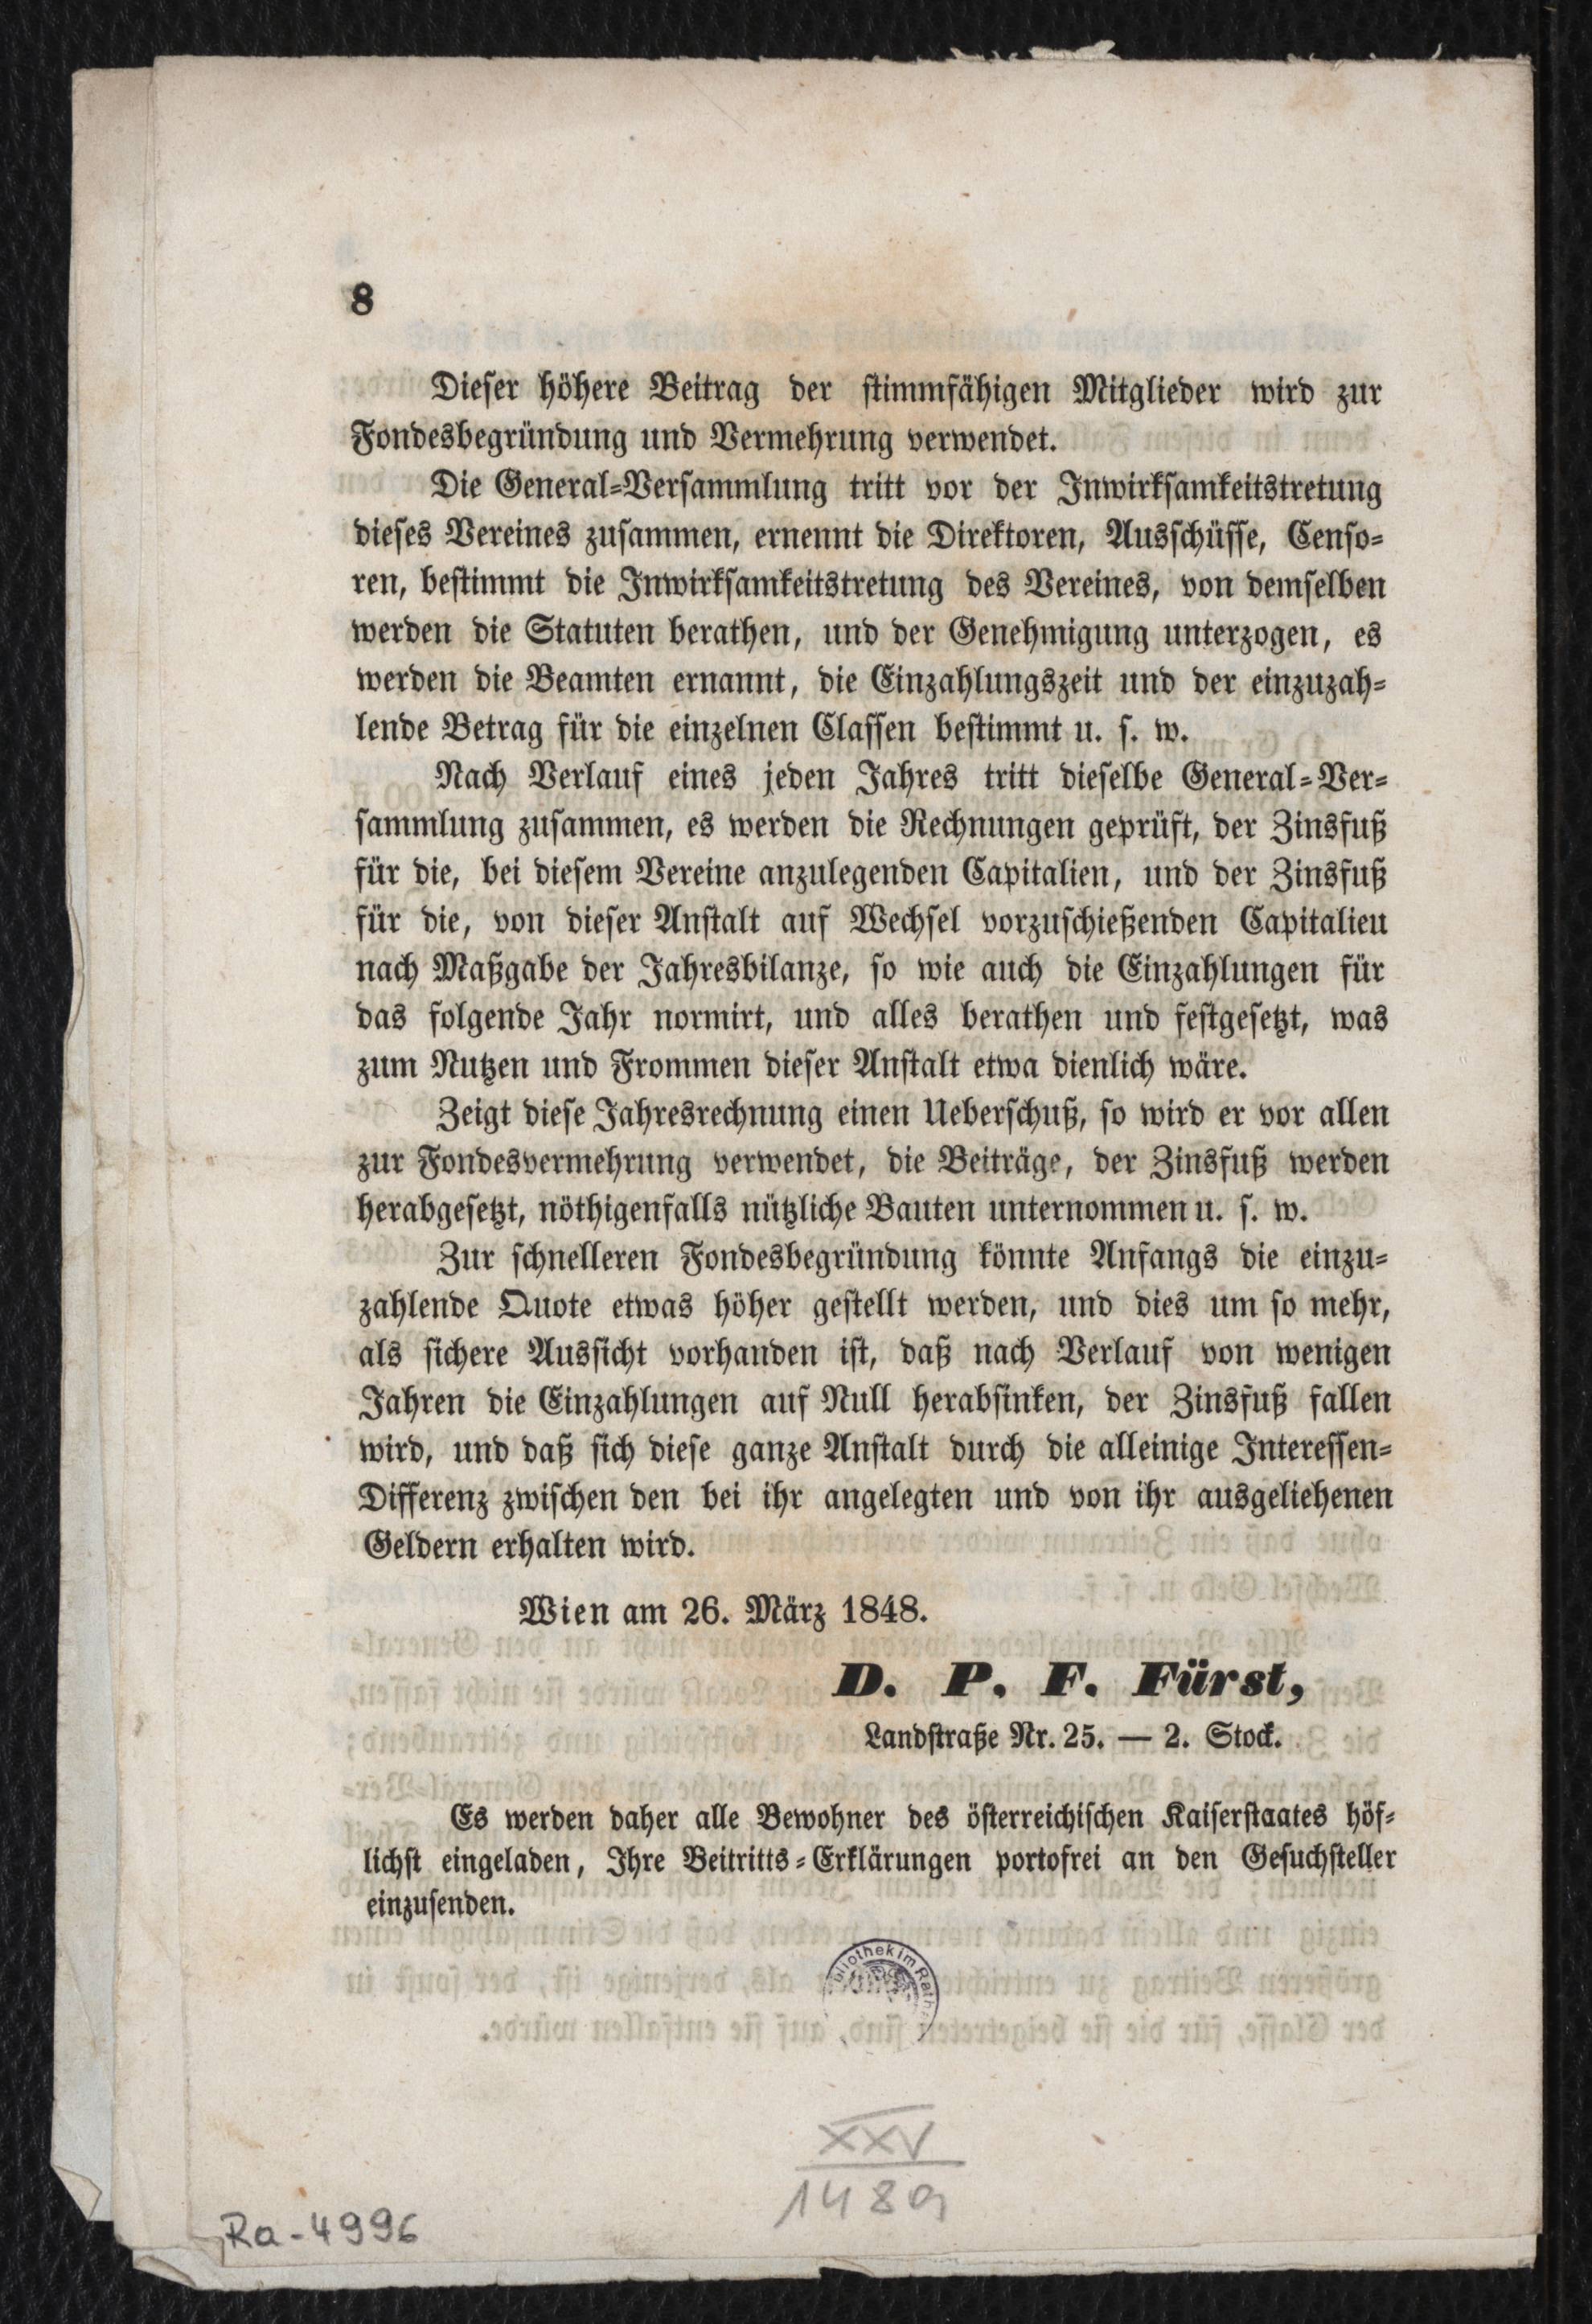 8
Dieser höhere Beitrag der stimmfähigen Mitglieder wird zur
Fondesbegründung und Vermehrung verwendet.
Die General=Versammlung tritt vor der Inwirksamkeitstretung
dieses Vereines zusammen, ernennt die Direktoren, Ausschüsse, Censo=
ren, bestimmt die Inwirksamkeitstretung des Vereines, von demselben
werden die Statuten berathen, und der Genehmigung unterzogen, es
werden die Beamten ernannt, die Einzahlungszeit und der einzuzah=
lende Betrag für die einzelnen Classen bestimmt u. s. w.
Nach Verlauf eines jeden Jahres tritt dieselbe General=Ver=
sammlung zusammen, es werden die Rechnungen geprüft, der Zinsfuß
für die, bei diesem Vereine anzulegenden Capitalien, und der Zinsfuß
für die, von dieser Anstalt auf Wechsel vorzuschießenden Capitalieu
nach Maßgabe der Jahresbilanze, so wie auch die Einzahlungen für
das folgende Jahr normirt, und alles berathen und festgesetzt, was
zum Nutzen und Frommen dieser Anstalt etwa dienlich wäre.
Zeigt diese Jahresrechnung einen Ueberschuß, so wird er vor allen
zur Fondesvermehrung verwendet, die Beiträge, der Zinsfuß werden
herabgesetzt, nöthigenfalls nützliche Bauten unternommen u. s. w.
Zur schnelleren Fondesbegründung könnte Anfangs die einzu=
zahlende Quote etwas höher gestellt werden, und dies um so mehr,
als sichere Aussicht vorhanden ist, daß nach Verlauf von wenigen
Jahren die Einzahlungen auf Null herabsinken, der Zinsfuß fallen
wird, und daß sich diese ganze Anstalt durch die alleinige Interessen=
Differenz zwischen den bei ihr angelegten und von ihr ausgeliehenen
Geldern erhalten wird.
Wien am 26. März 1848.
D. P. F. Fürst,
Landstraße Nr. 25. — 2. Stock.
Es werden daher alle Bewohner des österreichischen Kaiserstaates höf=
lichst eingeladen, Ihre Beitritts=Erklärungen portofrei an den Gesuchsteller
einzusenden.
XXV
Ra-4996